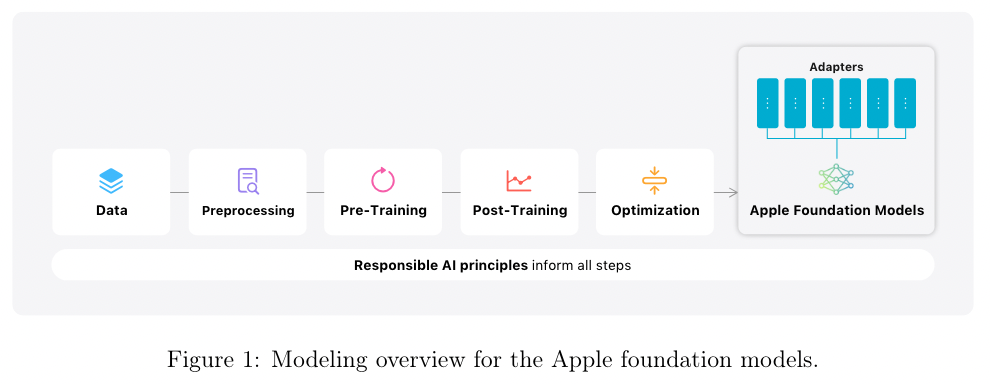 Adapters
Data
Preprocessing
Pre-Training
Post-Training
Optimization
Apple Foundation Models
Responsible AI principles inform all steps
Figure 1: Modeling overview for the Apple foundation models.